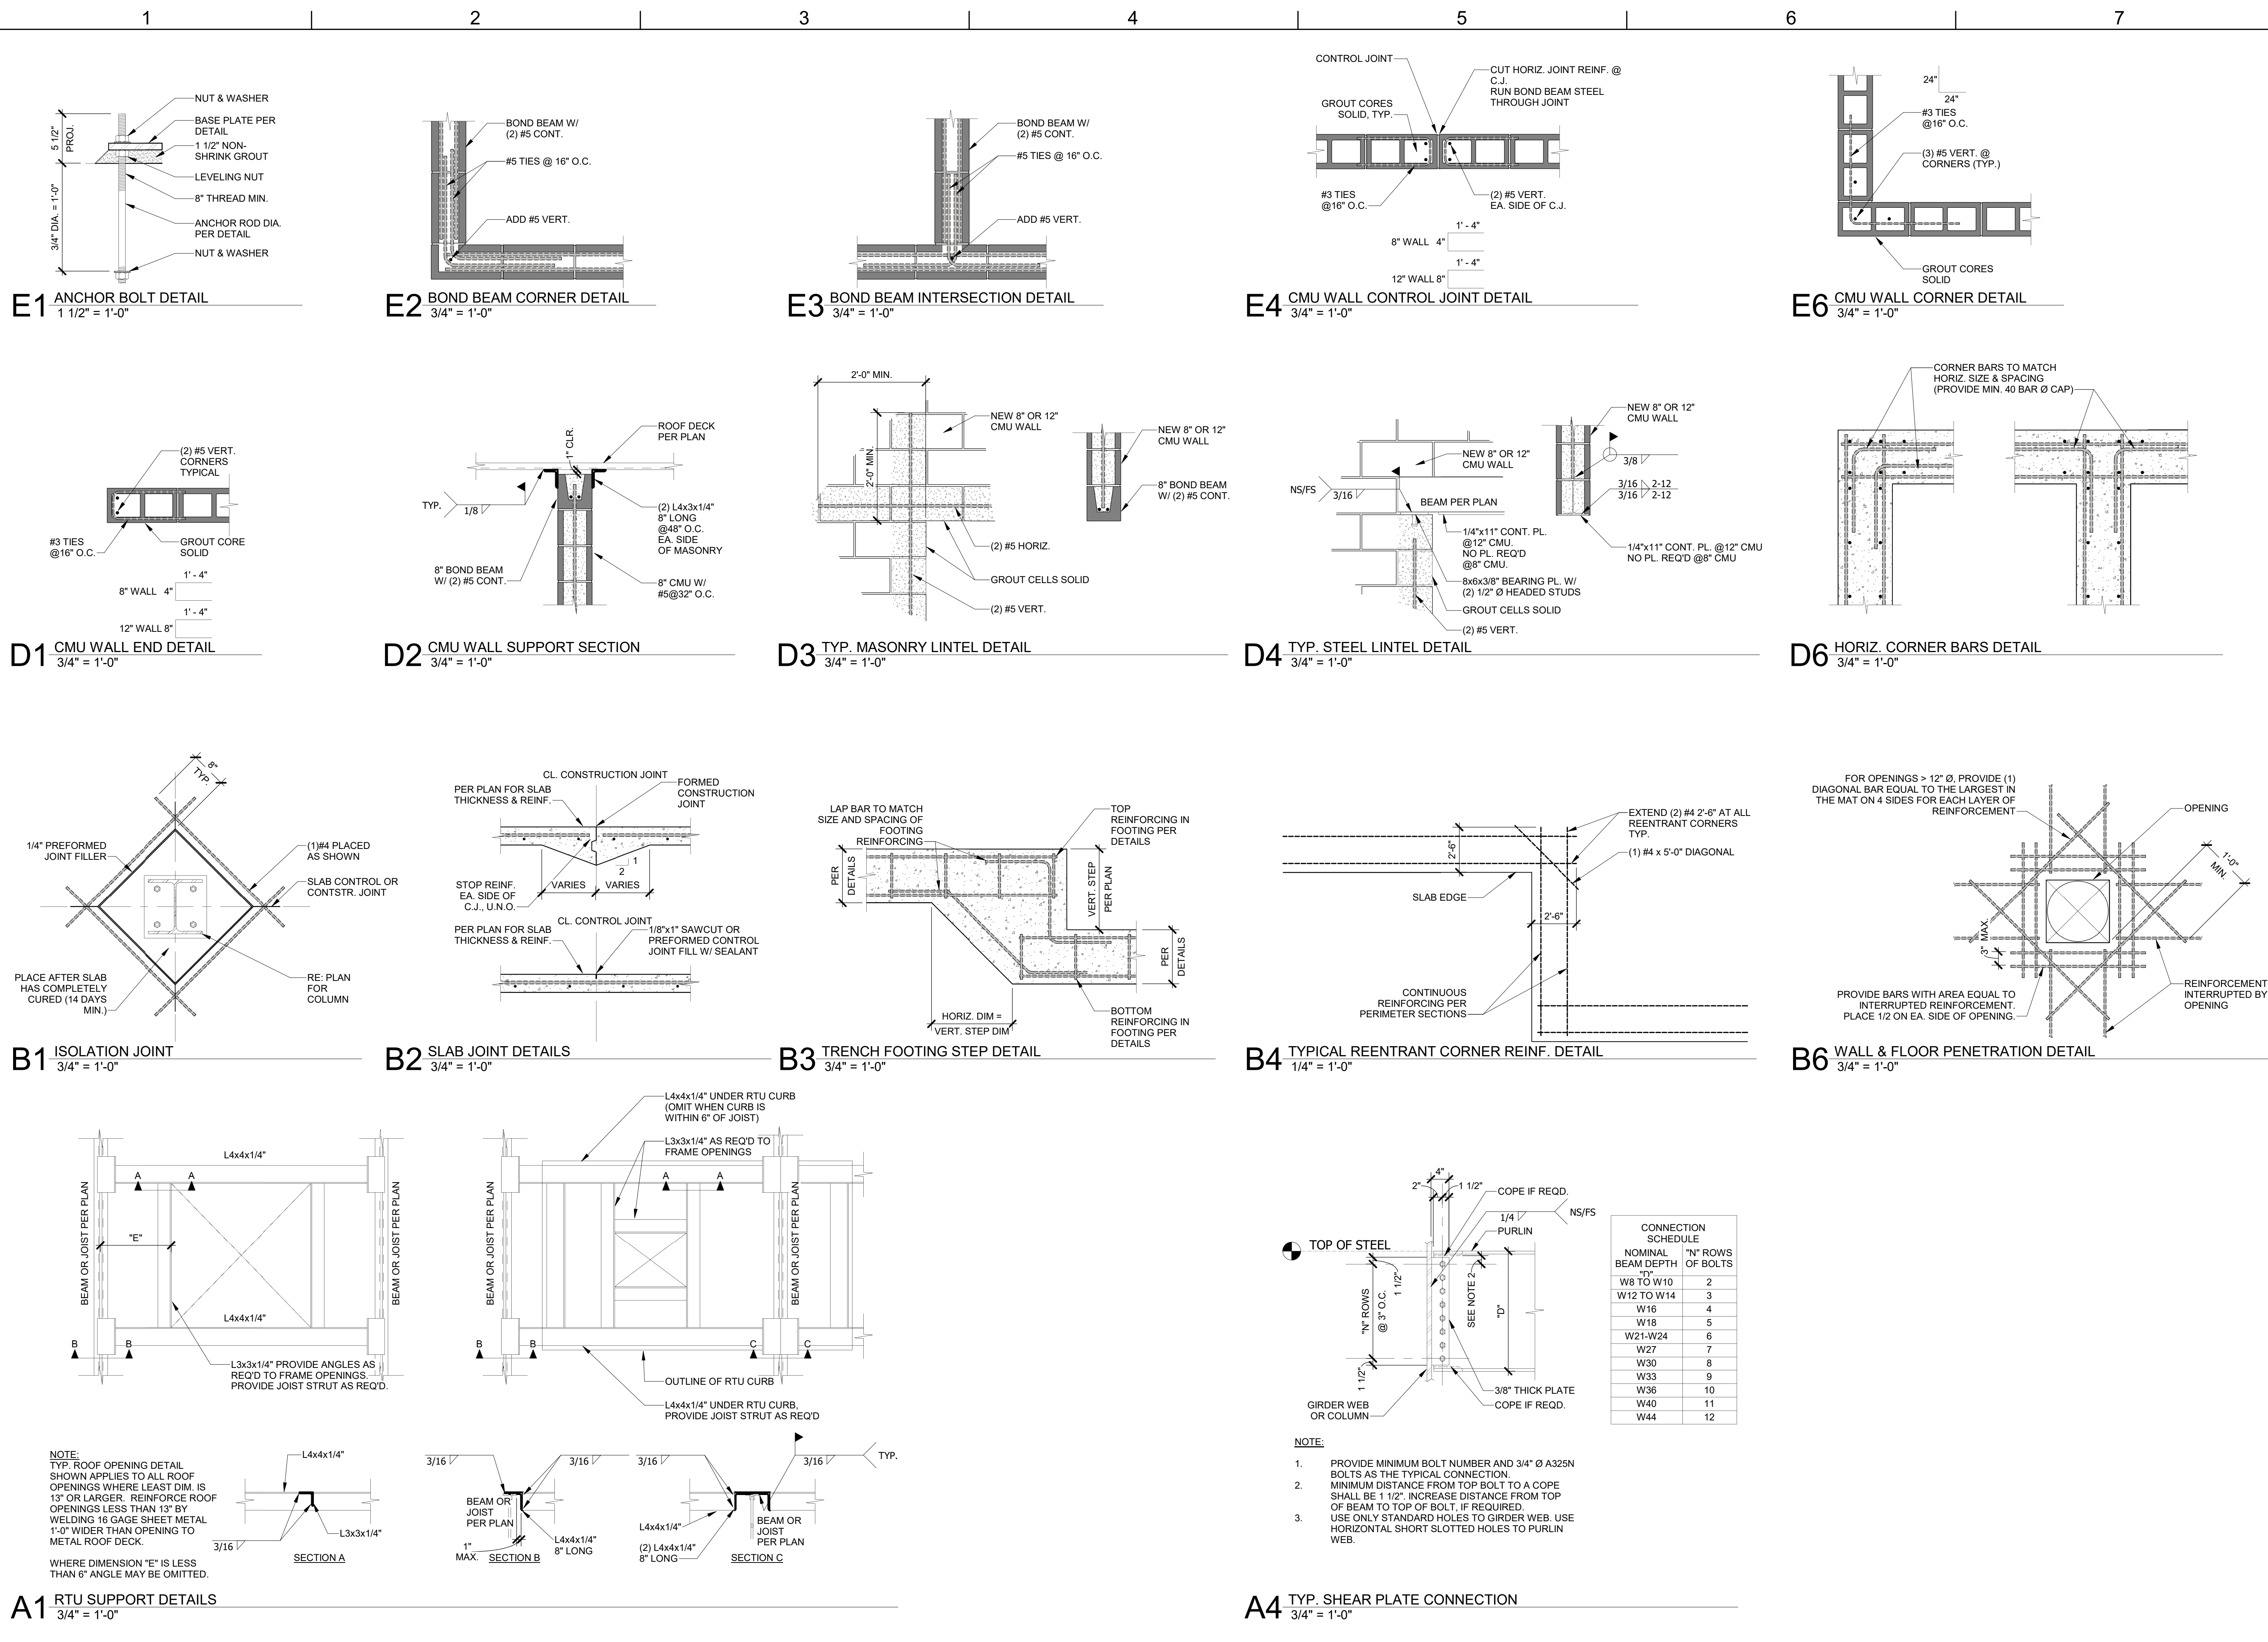 1
2
3
4
5
6
7
NUT & WASHER
BASE PLATE PER
DETAIL
1 1/2" NON-
SHRINK GROUT
LEVELING NUT
8" THREAD MIN.
ANCHOR ROD DIA.
PER DETAIL
NUT & WASHER
5 1/2"
PROJ.
3/4" DIA. = 1'-0"
E1
ANCHOR BOLT DETAIL
1 1/2" = 1'-0"
BOND BEAM W/
(2) #5 CONT.
#5 TIES @ 16" O.C.
ADD #5 VERT.
E2
BOND BEAM CORNER DETAIL
3/4" = 1'-0"
BOND BEAM W/
(2) #5 CONT.
#5 TIES @ 16" O.C.
ADD #5 VERT.
E3
BOND BEAM INTERSECTION DETAIL
3/4" = 1'-0"
CONTROL JOINT
CUT HORIZ. JOINT REINF. @
C.J.
RUN BOND BEAM STEEL
THROUGH JOINT
GROUT CORES
SOLID, TYP.
#3 TIES
@16" O.C.
(2) #5 VERT.
EA. SIDE OF C.J.
1' - 4"
8" WALL 4"
1' - 4"
12" WALL 8"
E4
CMU WALL CONTROL JOINT DETAIL
3/4" = 1'-0"
24"
24"
#3 TIES
@16" O.C.
(3) #5 VERT. @
CORNERS (TYP.)
GROUT CORES
SOLID
E6
CMU WALL CORNER DETAIL
3/4" = 1'-0"
(2) #5 VERT.
CORNERS
TYPICAL
#3 TIES
@16" O.C.
GROUT CORE
SOLID
1' - 4"
8" WALL 4"
1' - 4"
12" WALL 8"
D1
CMU WALL END DETAIL
3/4" = 1'-0"
1" CLR.
ROOF DECK
PER PLAN
TYP.
1/8
(2) L4x3x1/4"
8" LONG
@48" O.C.
EA. SIDE
OF MASONRY
8" BOND BEAM
W/ (2) #5 CONT.
8" CMU W/
#5@32" O.C.
D2
CMU WALL SUPPORT SECTION
3/4" = 1'-0"
2'-0" MIN.
2'-0" MIN.
NEW 8" OR 12"
CMU WALL
(2) #5 HORIZ.
GROUT CELLS SOLID
(2) #5 VERT.
NEW 8" OR 12"
CMU WALL
8" BOND BEAM
W/ (2) #5 CONT.
D3
TYP. MASONRY LINTEL DETAIL
3/4" = 1'-0"
NEW 8" OR 12"
CMU WALL
NS/FS
3/16
BEAM PER PLAN
1/4"x11" CONT. PL.
@12" CMU.
NO PL. REQ'D
@8" CMU.
8x6x3/8" BEARING PL. W/
(2) 1/2" Ø HEADED STUDS
GROUT CELLS SOLID
(2) #5 VERT.
NEW 8" OR 12"
CMU WALL
3/8
3/16 2-12
3/16 2-12
1/4"x11" CONT. PL. @12" CMU
NO PL. REQ'D @8" CMU
D4
TYP. STEEL LINTEL DETAIL
3/4" = 1'-0"
CORNER BARS TO MATCH
HORIZ. SIZE & SPACING
(PROVIDE MIN. 40 BAR Ø CAP)
D6
HORIZ. CORNER BARS DETAIL
3/4" = 1'-0"
8"
TYP.
1/4" PREFORMED
JOINT FILLER
(1)#4 PLACED
AS SHOWN
SLAB CONTROL OR
CONTSTR. JOINT
PLACE AFTER SLAB
HAS COMPLETELY
CURED (14 DAYS
MIN.)
RE: PLAN
FOR
COLUMN
B1
ISOLATION JOINT
3/4" = 1'-0"
CL. CONSTRUCTION JOINT
PER PLAN FOR SLAB
THICKNESS & REINF.
FORMED
CONSTRUCTION
JOINT
1
2
STOP REINF.
EA. SIDE OF
C.J., U.N.O.
VARIES
VARIES
CL. CONTROL JOINT
PER PLAN FOR SLAB
THICKNESS & REINF.
1/8"x1" SAWCUT OR
PREFORMED CONTROL
JOINT FILL W/ SEALANT
B2
SLAB JOINT DETAILS
3/4" = 1'-0"
LAP BAR TO MATCH
SIZE AND SPACING OF
FOOTING
REINFORCING
TOP
REINFORCING IN
FOOTING PER
DETAILS
PER
DETAILS
VERT. STEP
PER PLAN
PER
DETAILS
HORIZ. DIM =
VERT. STEP DIM
BOTTOM
REINFORCING IN
FOOTING PER
DETAILS
B3
TRENCH FOOTING STEP DETAIL
3/4" = 1'-0"
EXTEND (2) #4 2'-6" AT ALL
REENTRANT CORNERS
TYP.
(1) #4 x 5'-0" DIAGONAL
2'-6"
SLAB EDGE
2'-6"
CONTINUOUS
REINFORCING PER
PERIMETER SECTIONS
B4
TYPICAL REENTRANT CORNER REINF. DETAIL
1/4" = 1'-0"
FOR OPENINGS > 12" Ø, PROVIDE (1)
DIAGONAL BAR EQUAL TO THE LARGEST IN
THE MAT ON 4 SIDES FOR EACH LAYER OF
REINFORCEMENT
OPENING
1'-0"
MIN.
3" MAX.
PROVIDE BARS WITH AREA EQUAL TO
INTERRUPTED REINFORCEMENT.
PLACE 1/2 ON EA. SIDE OF OPENING.
REINFORCEMENT
INTERRUPTED BY
OPENING
B6
WALL & FLOOR PENETRATION DETAIL
3/4" = 1'-0"
L4x4x1/4"
A
A
BEAM OR JOIST PER PLAN
BEAM OR JOIST PER PLAN
"E"
L4x4x1/4"
B
B
L3x3x1/4" PROVIDE ANGLES AS
REQ'D TO FRAME OPENINGS.
PROVIDE JOIST STRUT AS REQ'D.
L4x4x1/4" UNDER RTU CURB
(OMIT WHEN CURB IS
WITHIN 6" OF JOIST)
L3x3x1/4" AS REQ'D TO
FRAME OPENINGS
A
A
BEAM OR JOIST PER PLAN
BEAM OR JOIST PER PLAN
B
B
C
C
OUTLINE OF RTU CURB
L4x4x1/4" UNDER RTU CURB,
PROVIDE JOIST STRUT AS REQ'D
NOTE:
TYP. ROOF OPENING DETAIL
SHOWN APPLIES TO ALL ROOF
OPENINGS WHERE LEAST DIM. IS
13" OR LARGER. REINFORCE ROOF
OPENINGS LESS THAN 13" BY
WELDING 16 GAGE SHEET METAL
1'-0" WIDER THAN OPENING TO
METAL ROOF DECK.
WHERE DIMENSION "E" IS LESS
THAN 6" ANGLE MAY BE OMITTED.
L4x4x1/4"
L3x3x1/4"
3/16
SECTION A
3/16
3/16
BEAM OR
JOIST
PER PLAN
1"
MAX.
L4x4x1/4"
8" LONG
SECTION B
3/16
3/16
TYP.
L4x4x1/4"
(2) L4x4x1/4"
8" LONG
BEAM OR
JOIST
PER PLAN
SECTION C
A1
RTU SUPPORT DETAILS
3/4" = 1'-0"
4"
2"
1 1/2"
COPE IF REQD.
1/4
NS/FS
PURLIN
TOP OF STEEL
1 1/2"
"N" ROWS
@ 3" O.C.
SEE NOTE 2
"D"
1 1/2"
3/8" THICK PLATE
COPE IF REQD.
GIRDER WEB
OR COLUMN
CONNECTION
SCHEDULE
NOMINAL
BEAM DEPTH
"D"
"N" ROWS
OF BOLTS
W8 TO W10 2
W12 TO W14 3
W16 4
W18 5
W21-W24 6
W27 7
W30 8
W33 9
W36 10
W40 11
W44 12
NOTE:
1. PROVIDE MINIMUM BOLT NUMBER AND 3/4" Ø A325N
BOLTS AS THE TYPICAL CONNECTION.
2. MINIMUM DISTANCE FROM TOP BOLT TO A COPE
SHALL BE 1 1/2". INCREASE DISTANCE FROM TOP
OF BEAM TO TOP OF BOLT, IF REQUIRED.
3. USE ONLY STANDARD HOLES TO GIRDER WEB. USE
HORIZONTAL SHORT SLOTTED HOLES TO PURLIN
WEB.
A4
TYP. SHEAR PLATE CONNECTION
3/4" = 1'-0"